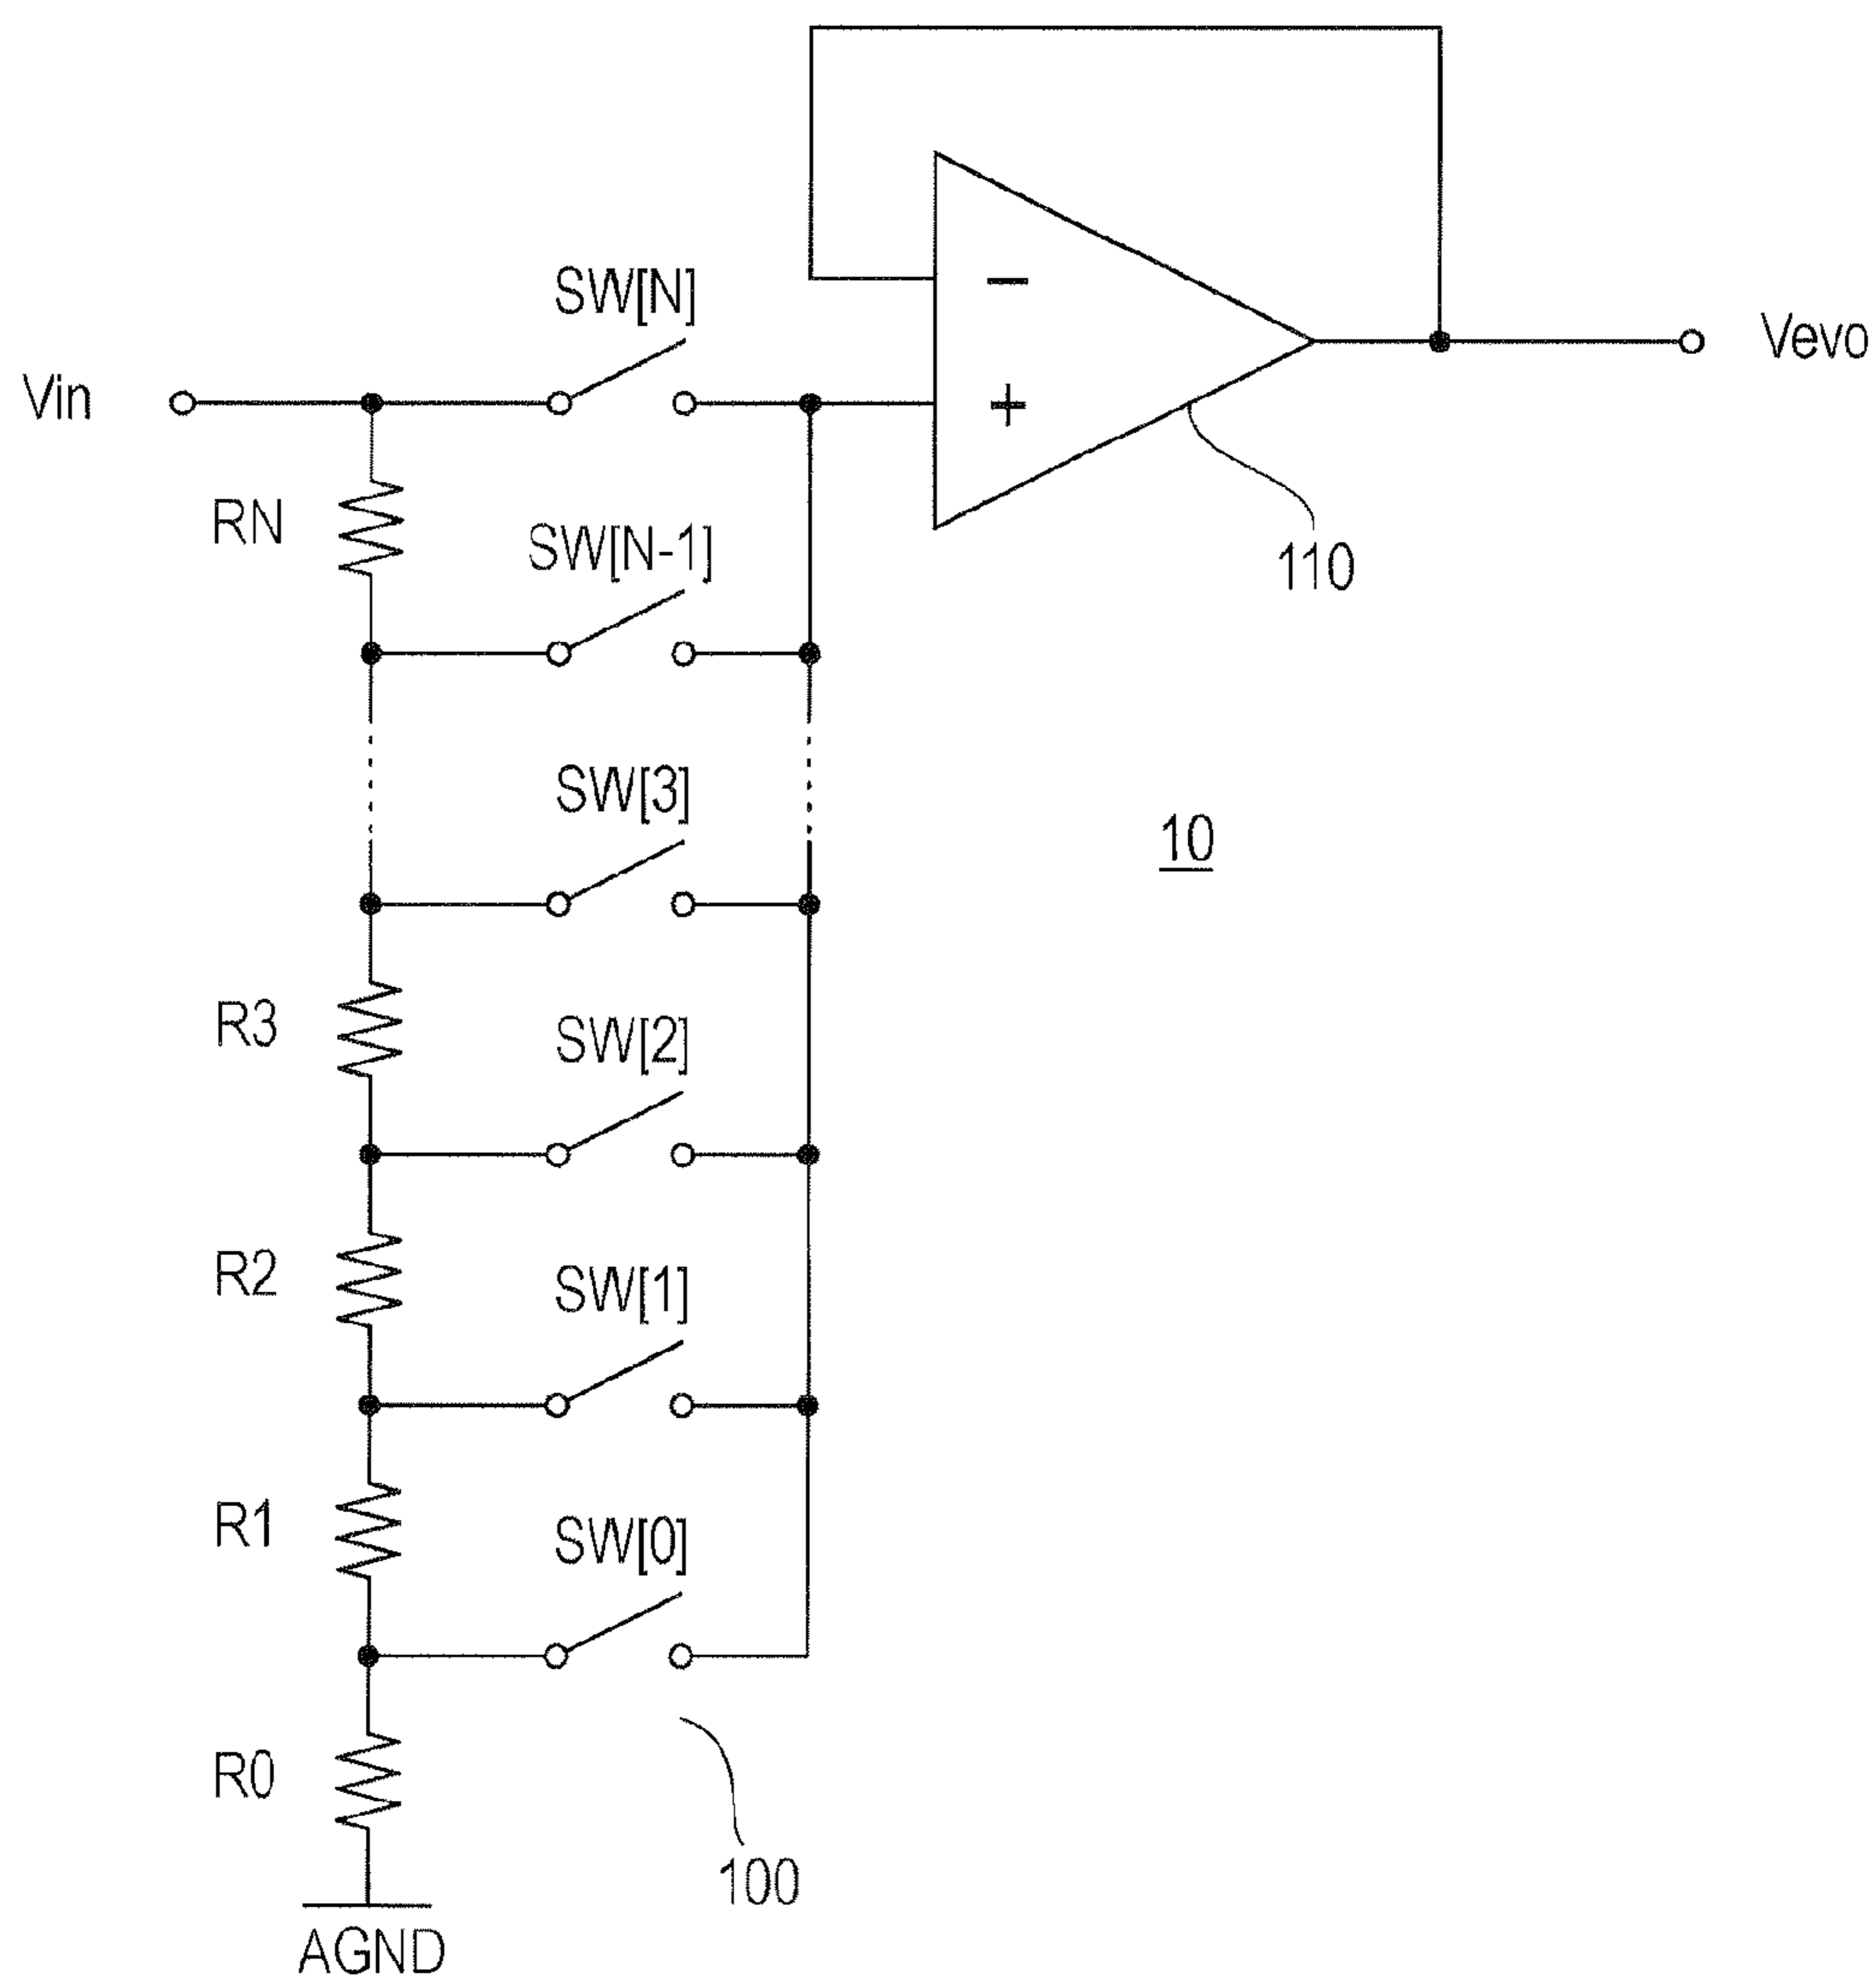 SW[N]
Vin
Vevo
−
+
RN
SW[N-1]
110
SW[3]
10
R3
SW[2]
R2
SW[1]
R1
SW[0]
R0
100
AGND